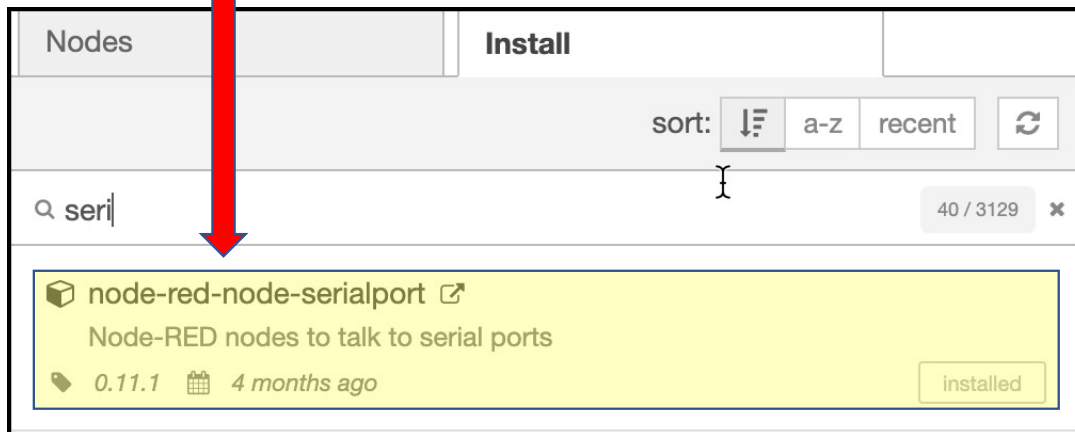 Nodes
Install
sort: a-z recent
seri
40 / 3129
node-red-node-serialport
Node-RED nodes to talk to serial ports
0.11.1 4 months ago
installed